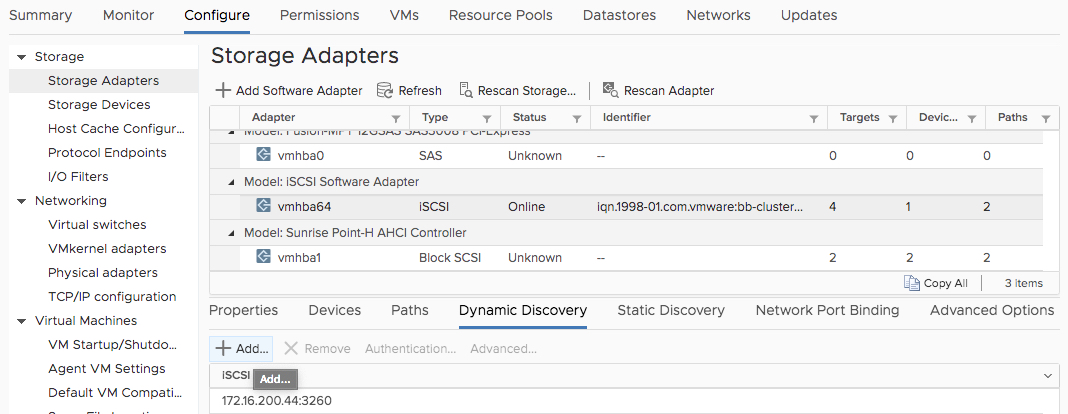 Summary Monitor Configure Permissions VMs Resource Pools Datastores Networks Updates
Storage
Storage Adapters
Storage Devices
Host Cache Configur...
Protocol Endpoints
I/O Filters
Networking
Virtual switches
VMkernel adapters
Physical adapters
TCP/IP configuration
Virtual Machines
VM Startup/Shutdo...
Agent VM Settings
Default VM Compati...
Storage Adapters
Add Software Adapter Refresh Rescan Storage... Rescan Adapter
Adapter Type Status Identifier Targets Devic... Paths
vmhba0 SAS Unknown -- 0 0 0
Model: iSCSI Software Adapter
vmhba64 iSCSI Online iqn.1998-01.com.vmware:bb-cluster... 4 1 2
Model: Sunrise Point-H AHCI Controller
vmhba1 Block SCSI Unknown -- 2 2 2
Copy All 3 items
Properties Devices Paths Dynamic Discovery Static Discovery Network Port Binding Advanced Options
Add... Remove Authentication... Advanced...
iSCSI
Add...
172.16.200.44:3260